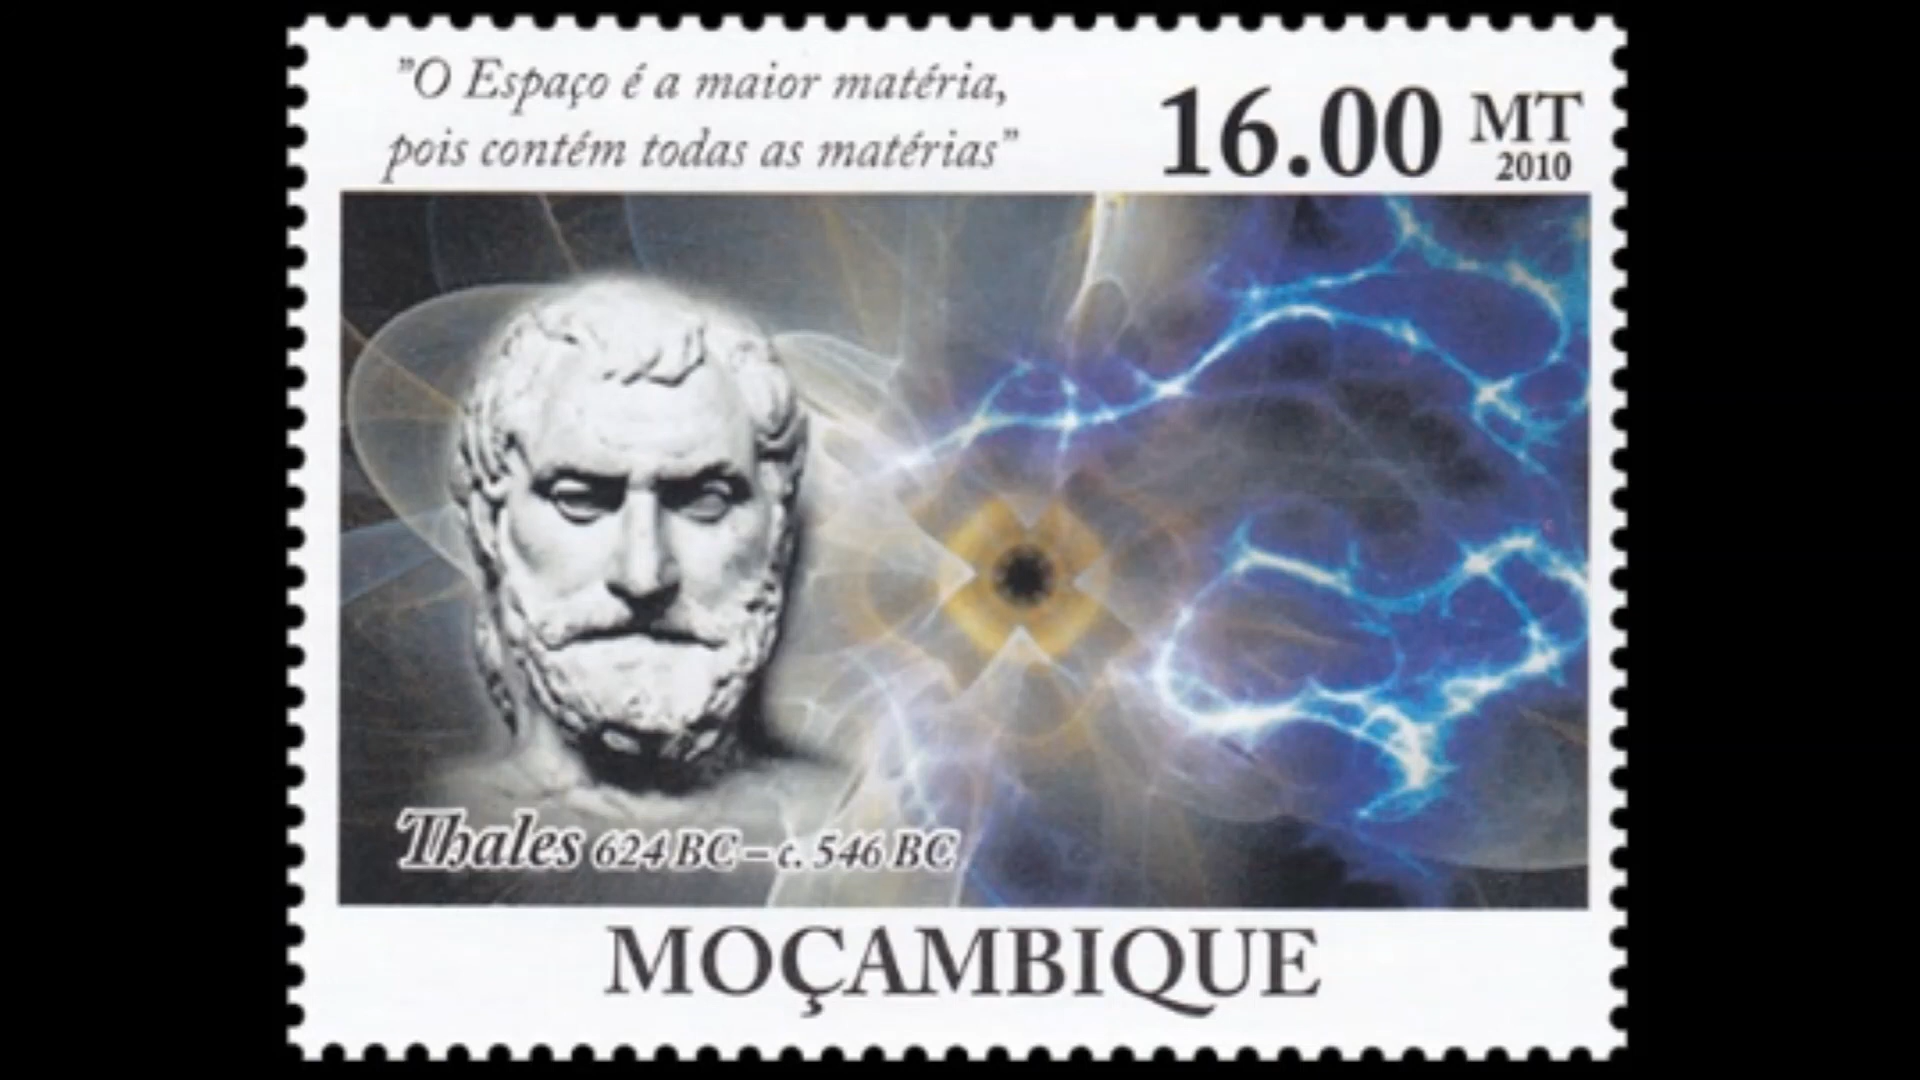 ”O Espaço é a maior matéria,
pois contém todas as matérias”
16.00 MT
2010
Thales 624 BC – c. 546 BC
MOÇAMBIQUE